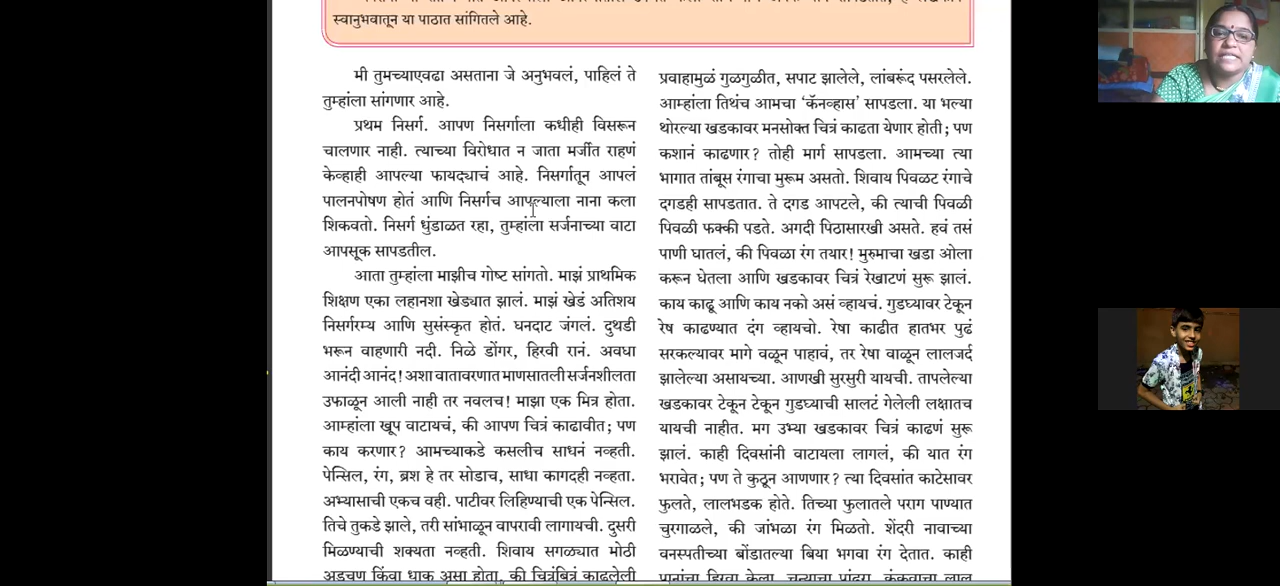 स्वानुभवातून या पाठात सांगितले आहे.
मी तुमच्याएवढा असताना जे अनुभवलं, पाहिलं ते
तुम्हांला सांगणार आहे.
प्रथम निसर्ग. आपण निसर्गाला कधीही विसरून
चालणार नाही. त्याच्या विरोधात न जाता मर्जीत राहणं
केव्हाही आपल्या फायद्याचं आहे. निसर्गातून आपलं
पालनपोषण होतं आणि निसर्गच आपल्याला नाना कला
शिकवतो. निसर्ग धुंडाळत रहा, तुम्हांला सर्जनाच्या वाटा
आपसूक सापडतील.
आता तुम्हांला माझीच गोष्ट सांगतो. माझं प्राथमिक
शिक्षण एका लहानशा खेड्यात झालं. माझं खेडं अतिशय
निसर्गरम्य आणि सुसंस्कृत होतं. घनदाट जंगलं. दुथडी
भरून वाहणारी नदी. निळे डोंगर, हिरवी रानं. अवघा
आनंदी आनंद! अशा वातावरणात माणसातली सर्जनशीलता
उफाळून आली नाही तर नवलच! माझा एक मित्र होता.
आम्हांला खूप वाटायचं, की आपण चित्रं काढावीत; पण
काय करणार? आमच्याकडे कसलीच साधनं नव्हती.
पेन्सिल, रंग, ब्रश हे तर सोडाच, साधा कागदही नव्हता.
अभ्यासाची एकच वही. पाटीवर लिहिण्याची एक पेन्सिल.
तिचे तुकडे झाले, तरी सांभाळून वापरावी लागायची. दुसरी
मिळण्याची शक्यता नव्हती. शिवाय सगळ्यात मोठी
अडचण किंवा धाक असा होता, की चित्रंबित्रं काढलेली
प्रवाहामुळं गुळगुळीत, सपाट झालेले, लांबरूंद पसरलेले.
आम्हांला तिथंच आमचा ‘कॅनव्हास’ सापडला. या भल्या
थोरल्या खडकावर मनसोक्त चित्रं काढता येणार होती; पण
कशानं काढणार? तोही मार्ग सापडला. आमच्या त्या
भागात तांबूस रंगाचा मुरूम असतो. शिवाय पिवळट रंगाचे
दगडही सापडतात. ते दगड आपटले, की त्याची पिवळी
पिवळी फक्की पडते. अगदी पिठासारखी असते. हवं तसं
पाणी घातलं, की पिवळा रंग तयार! मुरुमाचा खडा ओला
करून घेतला आणि खडकावर चित्रं रेखाटणं सुरू झालं.
काय काढू आणि काय नको असं व्हायचं. गुडघ्यावर टेकून
रेष काढण्यात दंग व्हायचो. रेषा काढीत हातभर पुढं
सरकल्यावर मागे वळून पाहावं, तर रेषा वाळून लालजर्द
झालेल्या असायच्या. आणखी सुरसुरी यायची. तापलेल्या
खडकावर टेकून टेकून गुडघ्याची सालटं गेलेली लक्षातच
यायची नाहीत. मग उभ्या खडकावर चित्रं काढणं सुरू
झालं. काही दिवसांनी वाटायला लागलं, की यात रंग
भरावेत; पण ते कुठून आणणार? त्या दिवसांत काटेसावर
फुलते, लालभडक होते. तिच्या फुलातले पराग पाण्यात
चुरगाळले, की जांभळा रंग मिळतो. शेंदरी नावाच्या
वनस्पतीच्या बोंडातल्या बिया भगवा रंग देतात. काही
पानांचा हिरवा केला. चुन्याचा पांढरा, कुंकवाचा लाल